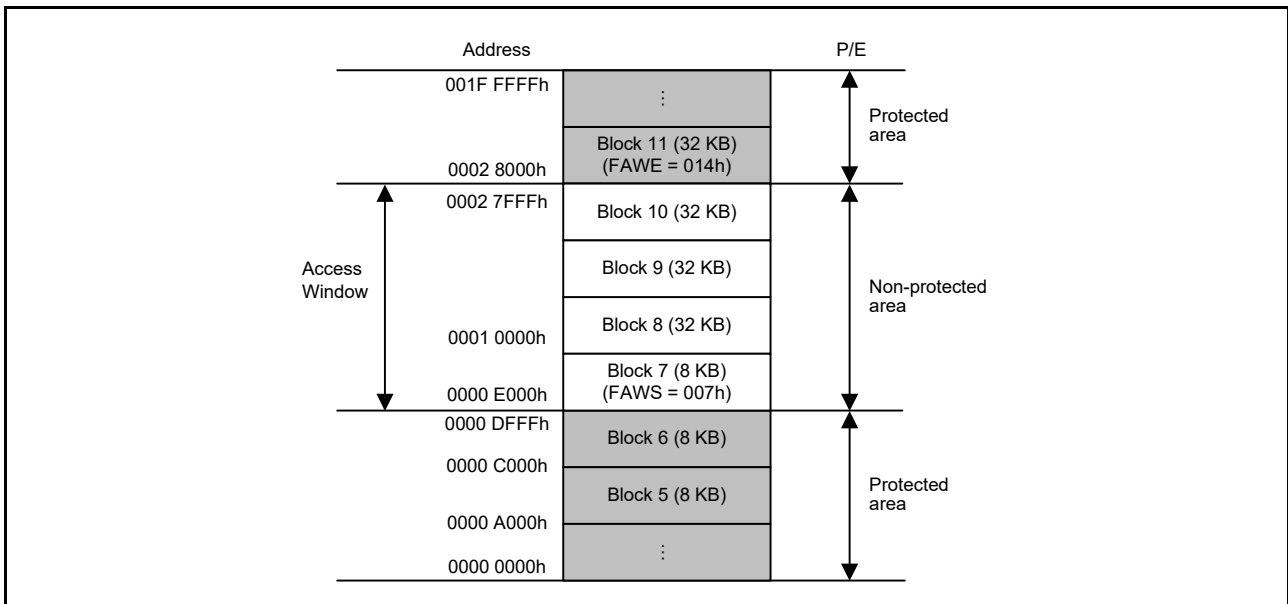 Address
P/E
001F FFFFh
⋮
Protected
area
Block 11 (32 KB)
(FAWE = 014h)
0002 8000h
0002 7FFFh
Block 10 (32 KB)
Access
Window
Block 9 (32 KB)
Non-protected
area
Block 8 (32 KB)
0001 0000h
Block 7 (8 KB)
(FAWS = 007h)
0000 E000h
0000 DFFFh
Block 6 (8 KB)
0000 C000h
Block 5 (8 KB)
Protected
area
0000 A000h
⋮
0000 0000h